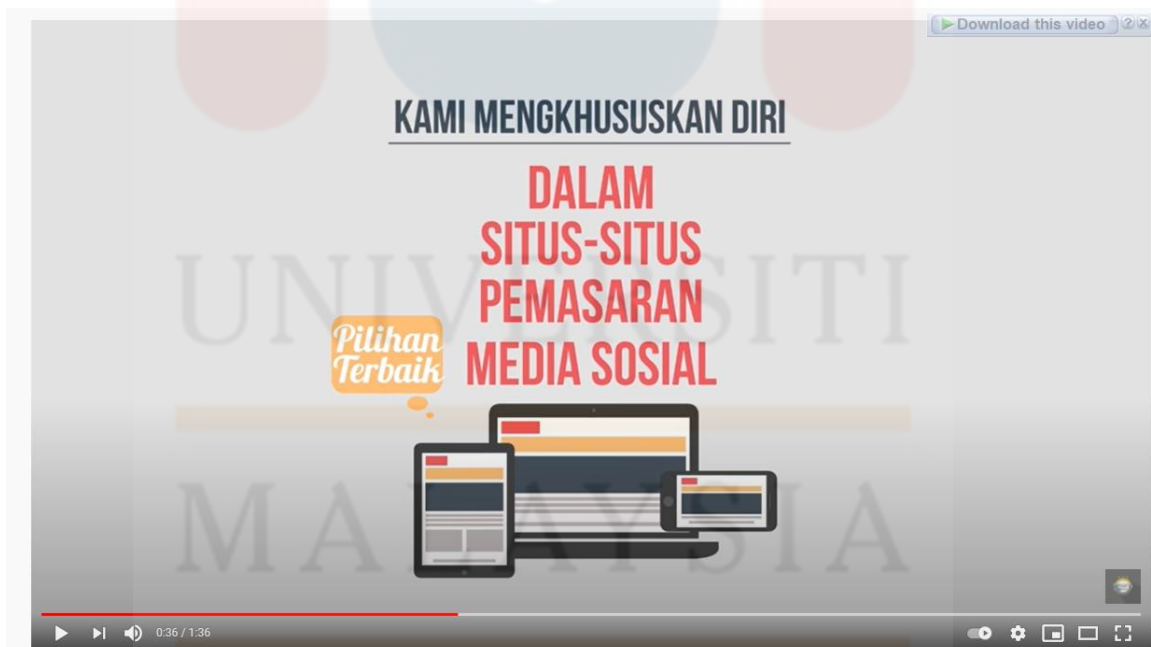 Download this video ? x
KAMI MENGKHUSUSKAN DIRI
DALAM
SITUS-SITUS
PEMASARAN
MEDIA SOSIAL
Pilihan
Terbaik
UNIVERSITI
MALAYSIA
0:36 / 1:36